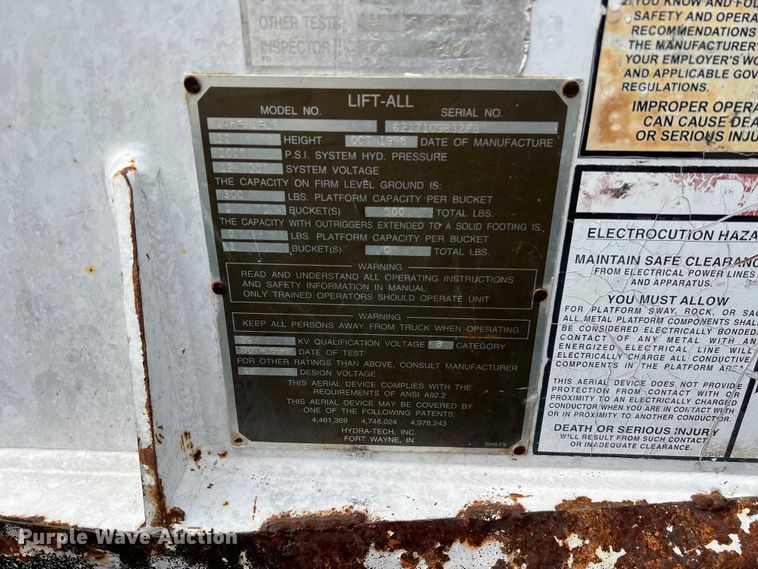 OTHER TESTS
INSPECTOR
LIFT-ALL
MODEL NO. SERIAL NO.
HEIGHT OCT 1998 DATE OF MANUFACTURE
P.S.I. SYSTEM HYD. PRESSURE
SYSTEM VOLTAGE
THE CAPACITY ON FIRM LEVEL GROUND IS:
300 LBS. PLATFORM CAPACITY PER BUCKET
BUCKET(S) 300 TOTAL LBS.
THE CAPACITY WITH OUTRIGGERS EXTENDED TO A SOLID FOOTING IS:
0 LBS. PLATFORM CAPACITY PER BUCKET
BUCKET(S) 0 TOTAL LBS.
WARNING
READ AND UNDERSTAND ALL OPERATING INSTRUCTIONS
AND SAFETY INFORMATION IN MANUAL
ONLY TRAINED OPERATORS SHOULD OPERATE UNIT
WARNING
KEEP ALL PERSONS AWAY FROM TRUCK WHEN OPERATING
KV QUALIFICATION VOLTAGE CATEGORY
OCT 1998 DATE OF TEST
FOR OTHER RATINGS THAN ABOVE, CONSULT MANUFACTURER
DESIGN VOLTAGE
THIS AERIAL DEVICE COMPLIES WITH THE
REQUIREMENTS OF ANSI A92.2
THIS AERIAL DEVICE MAY BE COVERED BY
ONE OF THE FOLLOWING PATENTS:
4,461,369 4,746,024 4,978,243
HYDRA-TECH, INC.
FORT WAYNE, IN
YOU KNOW AND FOL
SAFETY AND OPERA
RECOMMENDATIONS
THE MANUFACTURER'
YOUR EMPLOYER'S WO
AND APPLICABLE GOV
REGULATIONS.
IMPROPER OPERA
CAN CAUSE DEA
OR SERIOUS INJU
ELECTROCUTION HAZA
MAINTAIN SAFE CLEARANC
FROM ELECTRICAL POWER LINES
AND APPARATUS.
YOU MUST ALLOW
FOR PLATFORM SWAY, ROCK, OR SAG
ALL METAL PLATFORM COMPONENTS SHAL
BE CONSIDERED ELECTRICALLY BONDED.
CONTACT OF ANY METAL WITH AN
ENERGIZED ELECTRICAL LINE WILL
ELECTRICALLY CHARGE ALL CONDUCTIVE
COMPONENTS IN THE PLATFORM AREA.
THIS AERIAL DEVICE DOES NOT PROVIDE
PROTECTION FROM ELECTRICALLY CHARGED
CONDUCTOR WHEN YOU ARE IN CONTACT WITH
OR IN PROXIMITY TO ANOTHER CONDUCTOR.
DEATH OR SERIOUS INJURY
WILL RESULT FROM SUCH CONTACT
OR INADEQUATE CLEARANCE.
Purple Wave Auction